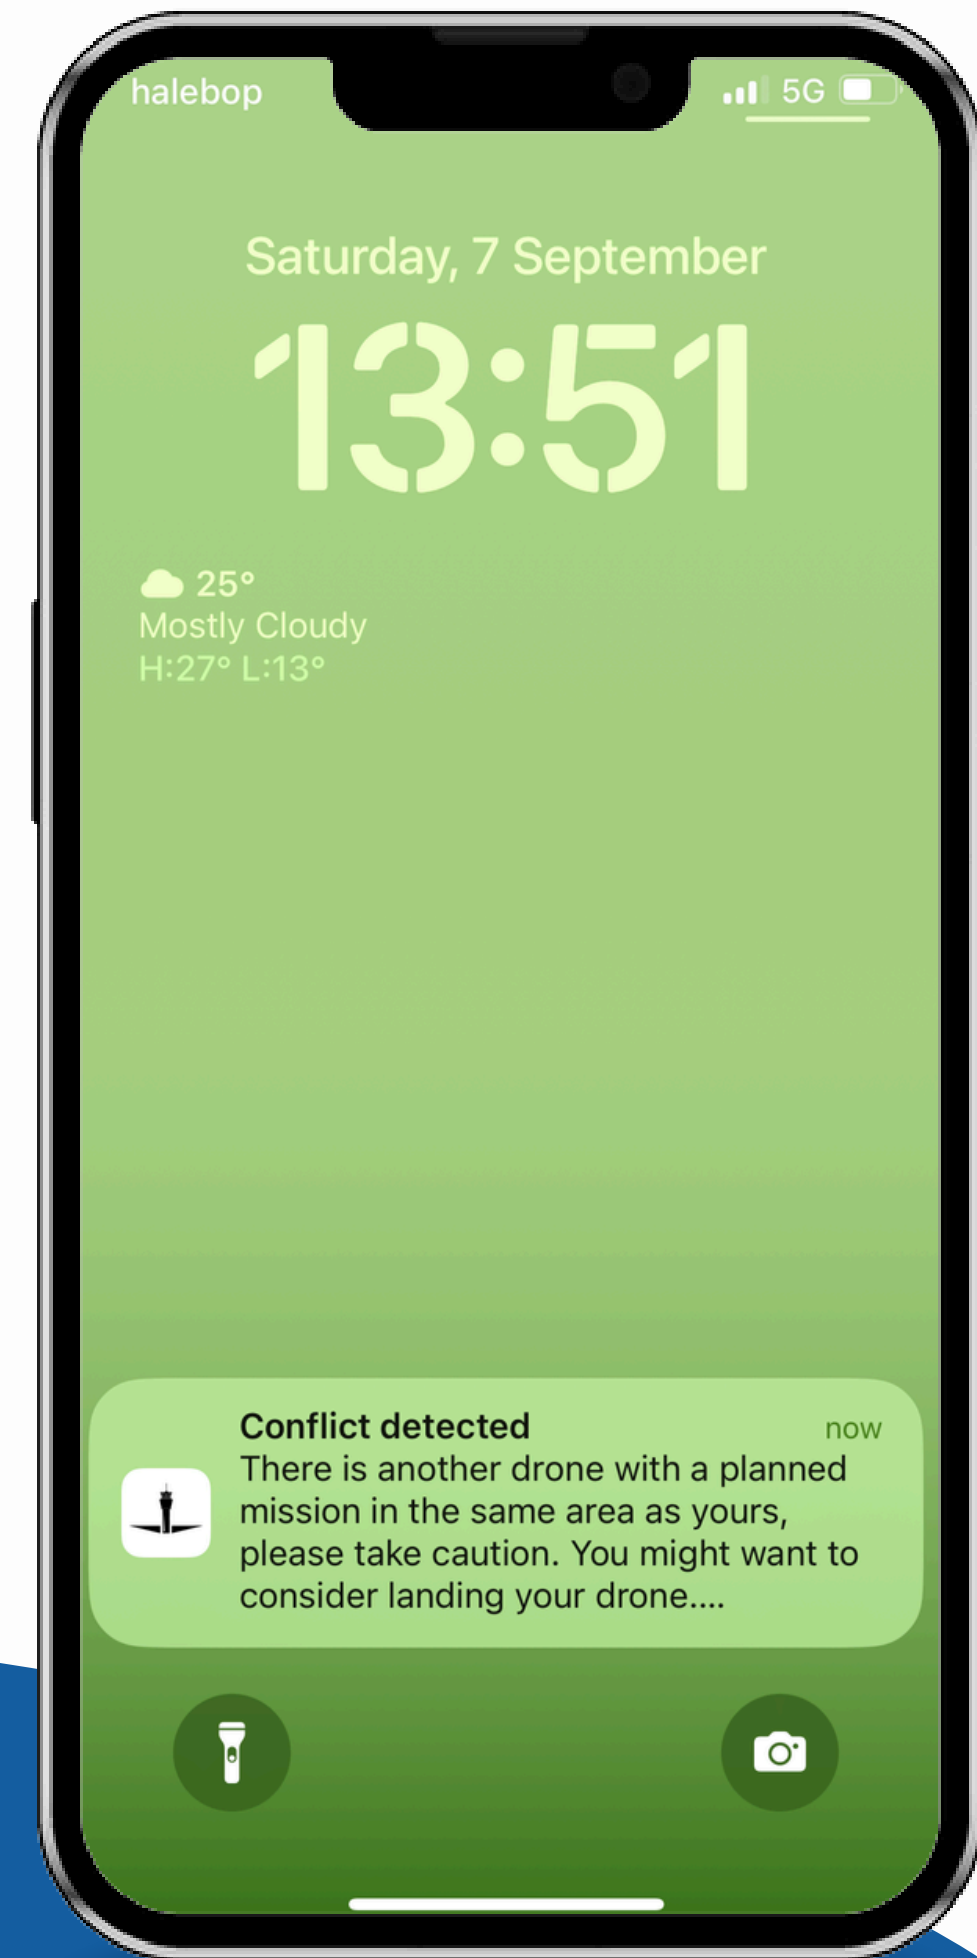 halebop 5G
Saturday, 7 September
13:51
25°
Mostly Cloudy
H:27° L:13°
Conflict detected now
There is another drone with a planned
mission in the same area as yours,
please take caution. You might want to
consider landing your drone....